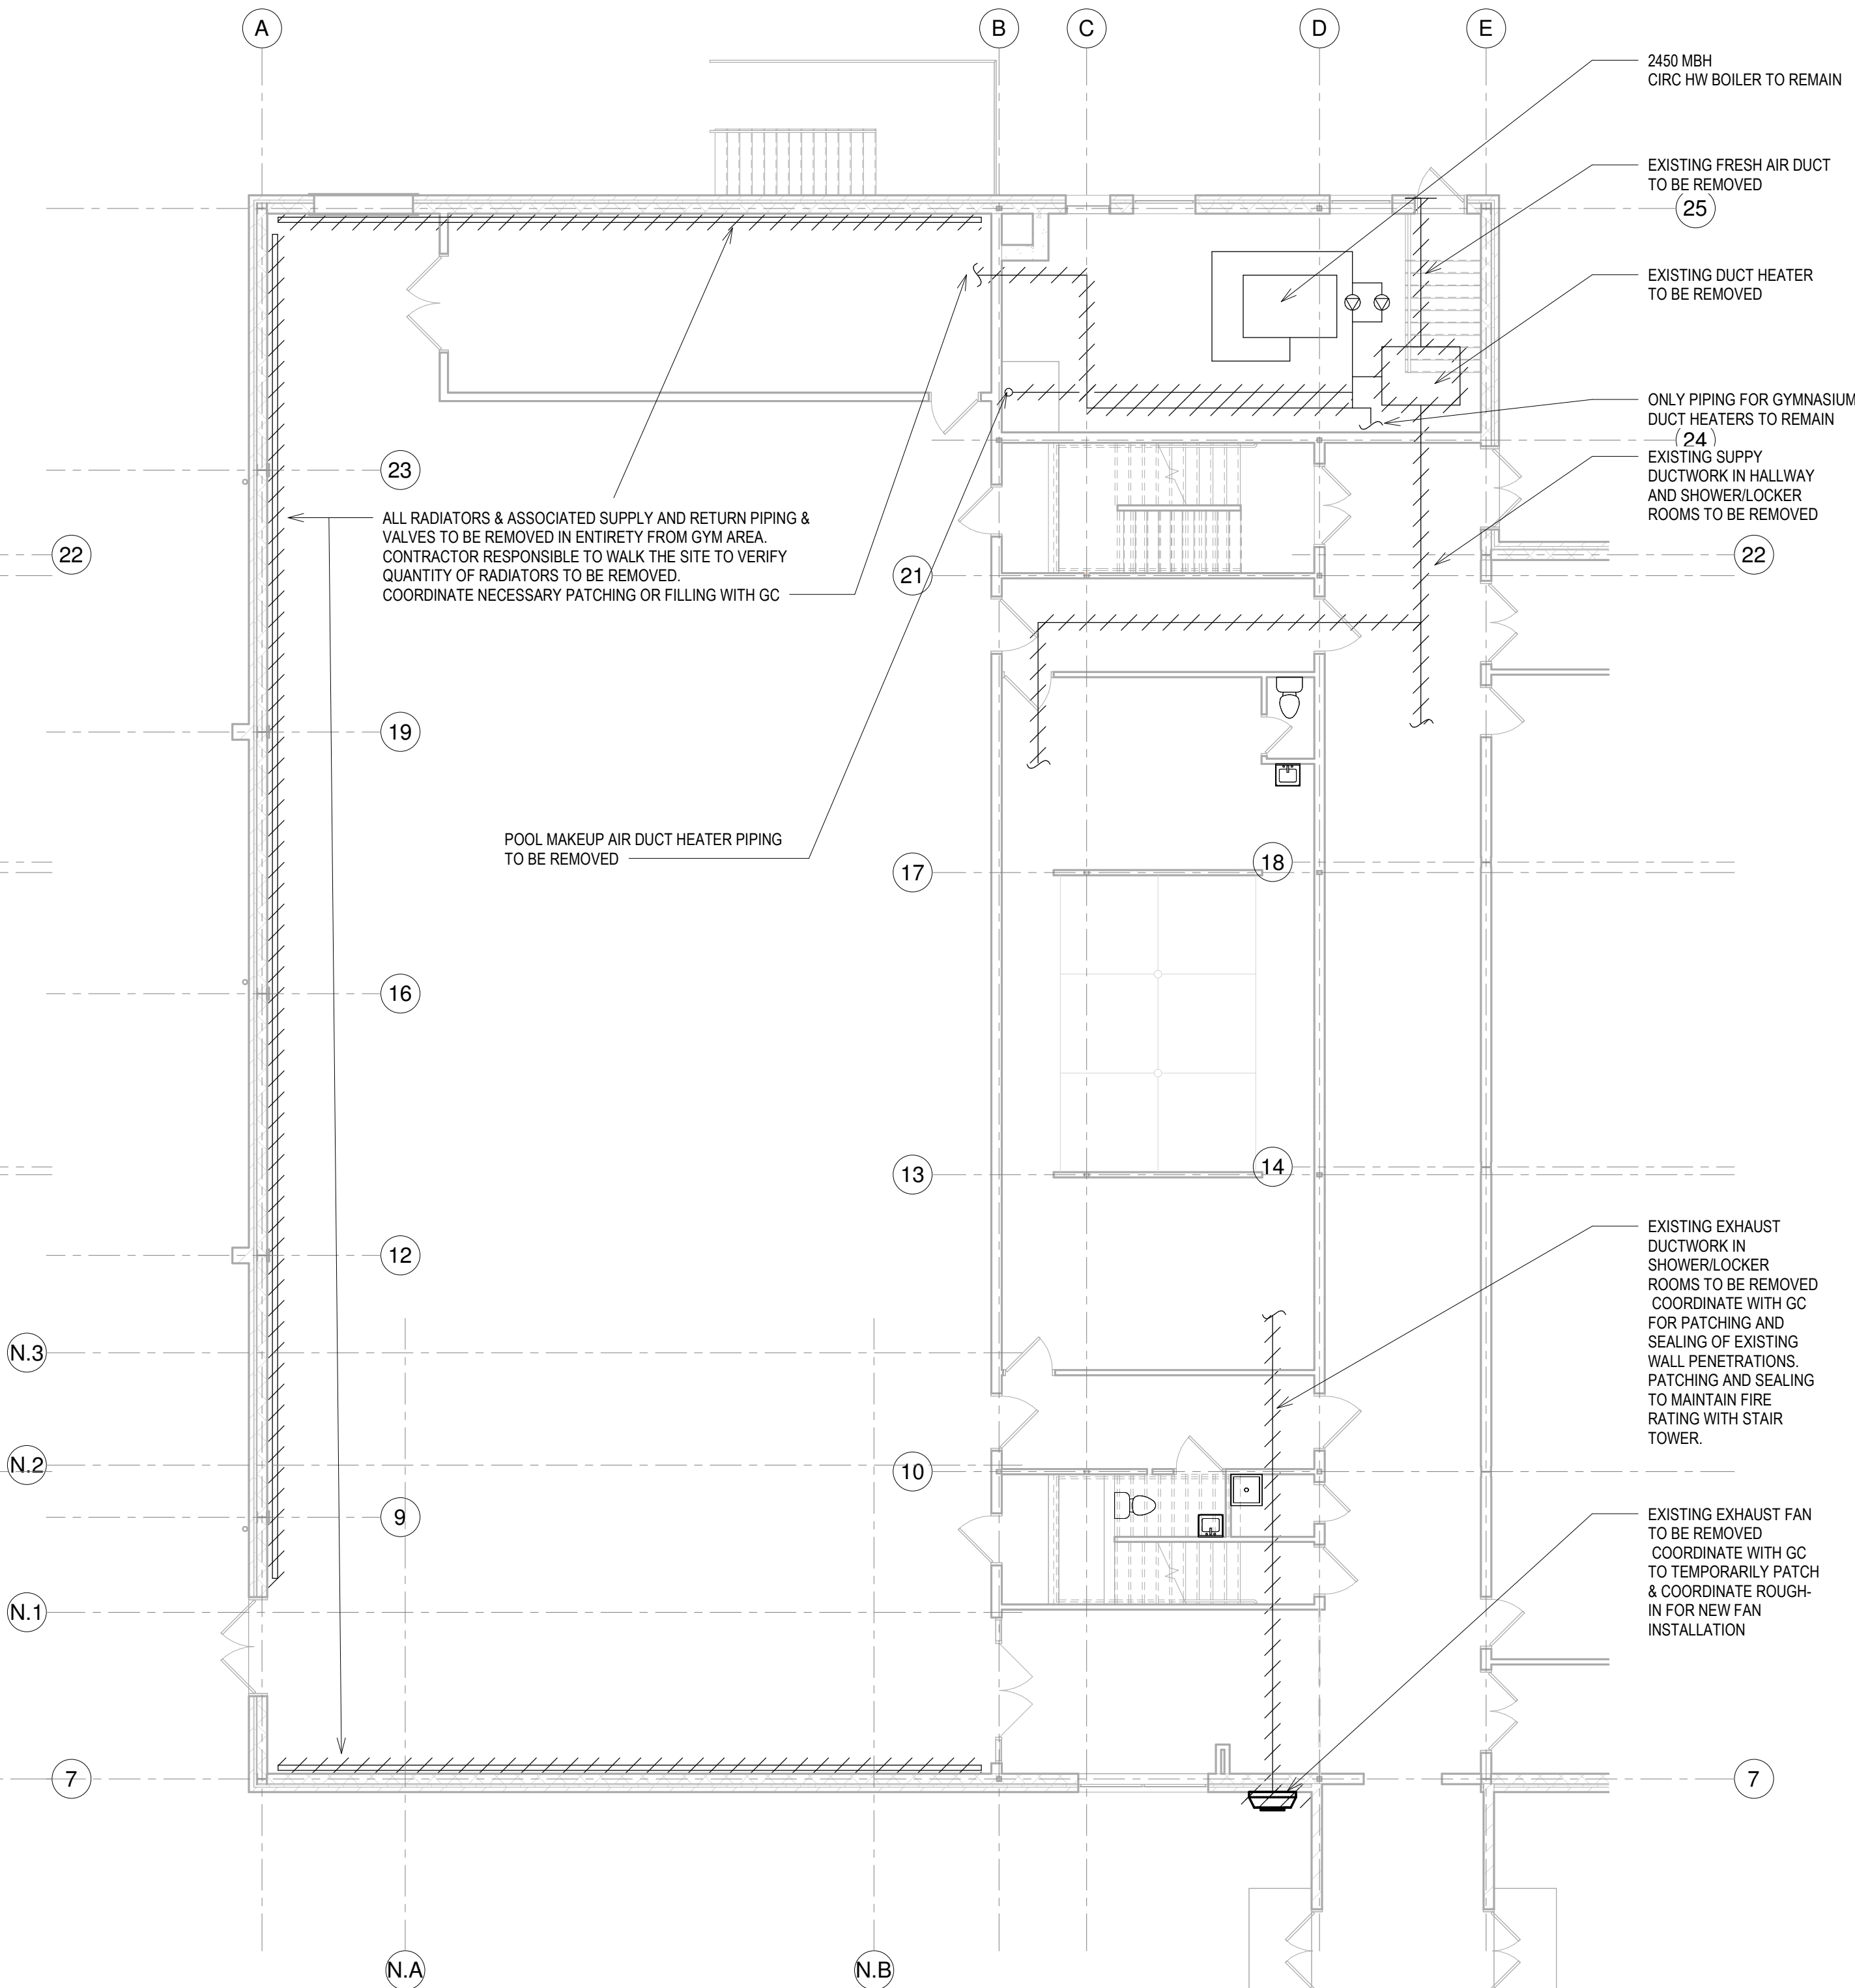 A
B
C
D
E
2450 MBH
CIRC HW BOILER TO REMAIN
EXISTING FRESH AIR DUCT
TO BE REMOVED
25
EXISTING DUCT HEATER
TO BE REMOVED
ONLY PIPING FOR GYMNASIUM
DUCT HEATERS TO REMAIN
24
EXISTING SUPPY
DUCTWORK IN HALLWAY
AND SHOWER/LOCKER
ROOMS TO BE REMOVED
23
ALL RADIATORS & ASSOCIATED SUPPLY AND RETURN PIPING &
VALVES TO BE REMOVED IN ENTIRETY FROM GYM AREA.
CONTRACTOR RESPONSIBLE TO WALK THE SITE TO VERIFY
QUANTITY OF RADIATORS TO BE REMOVED.
COORDINATE NECESSARY PATCHING OR FILLING WITH GC
22
21
22
19
POOL MAKEUP AIR DUCT HEATER PIPING
TO BE REMOVED
17
18
16
13
14
12
EXISTING EXHAUST
DUCTWORK IN
SHOWER/LOCKER
ROOMS TO BE REMOVED
COORDINATE WITH GC
FOR PATCHING AND
SEALING OF EXISTING
WALL PENETRATIONS.
PATCHING AND SEALING
TO MAINTAIN FIRE
RATING WITH STAIR
TOWER.
N.3
N.2
10
9
EXISTING EXHAUST FAN
TO BE REMOVED
COORDINATE WITH GC
TO TEMPORARILY PATCH
& COORDINATE ROUGH-
IN FOR NEW FAN
INSTALLATION
N.1
7
7
N.A
N.B